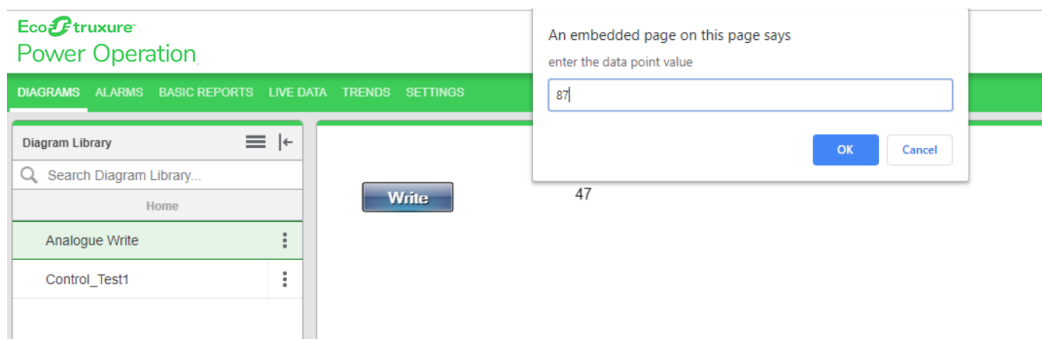 EcoStruxure
Power Operation
DIAGRAMS ALARMS BASIC REPORTS LIVE DATA TRENDS SETTINGS
Diagram Library
Search Diagram Library...
Home
Analogue Write
Control_Test1
Write
47
An embedded page on this page says
enter the data point value
87
OK Cancel